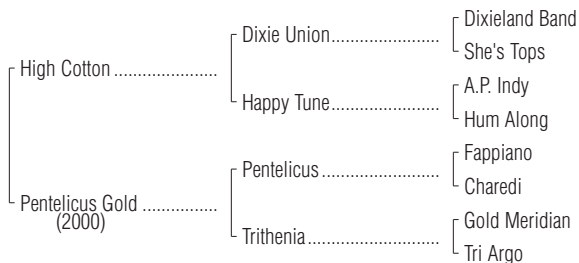 Dixieland Band
Dixie Union
She's Tops
High Cotton
A.P. Indy
Happy Tune
Hum Along
Fappiano
Pentelicus
Charedi
Pentelicus Gold
(2000)
Gold Meridian
Trithenia
Tri Argo